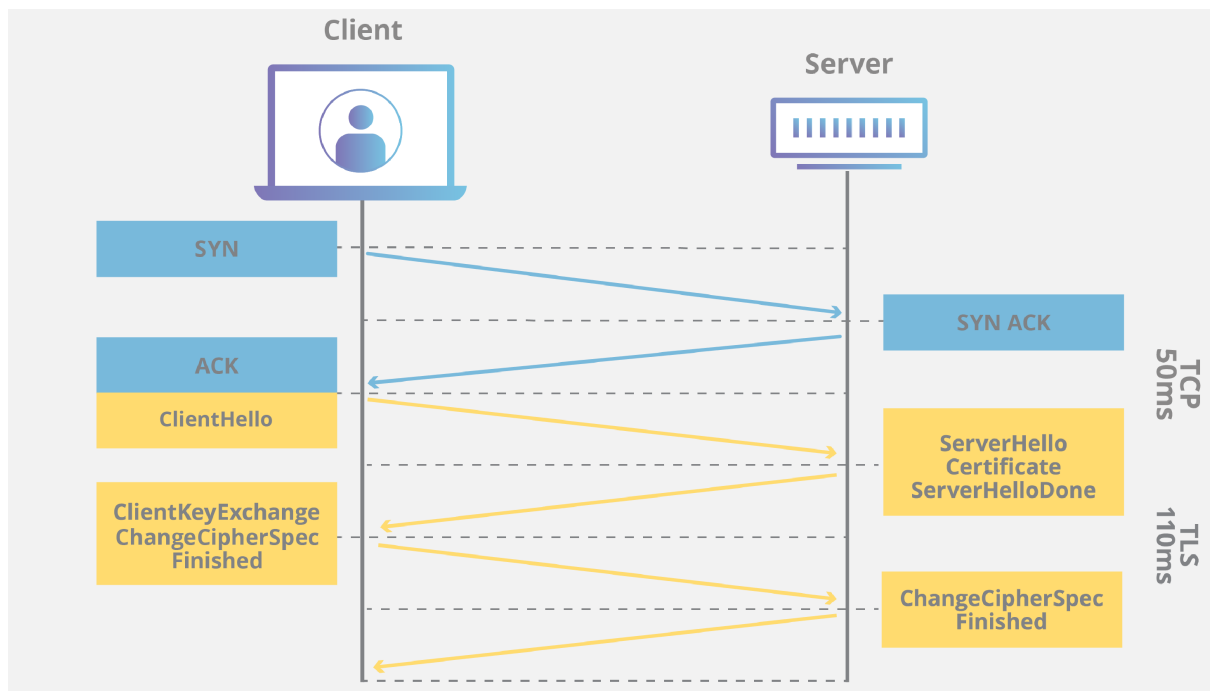 Client
Server
SYN
SYN ACK
ACK
ClientHello
TCP
50ms
ServerHello
Certificate
ServerHelloDone
ClientKeyExchange
ChangeCipherSpec
Finished
TLS
110ms
ChangeCipherSpec
Finished